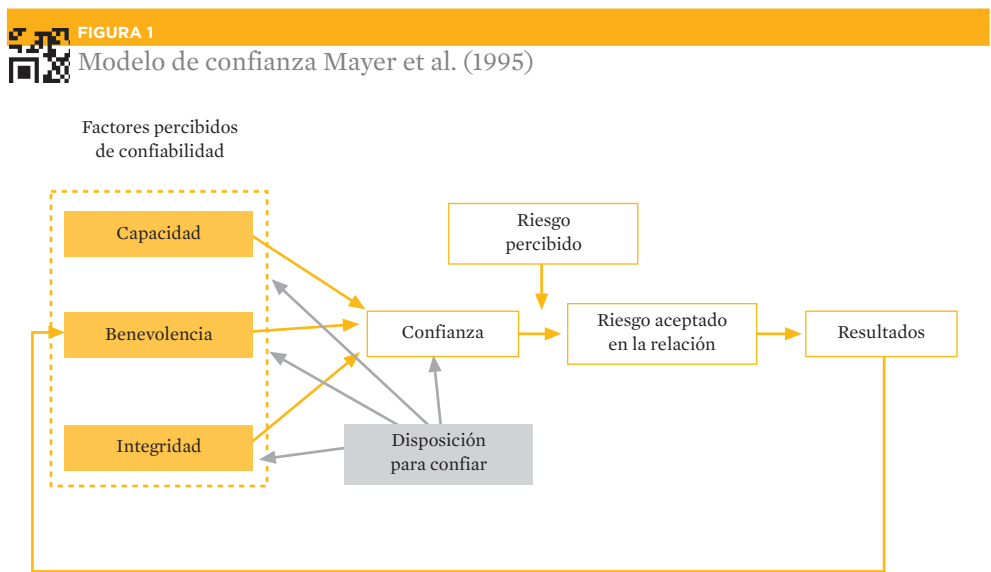 FIGURA 1
Modelo de confianza Mayer et al. (1995)
Factores percibidos
de confiabilidad
Capacidad
Benevolencia
Integridad
Riesgo
percibido
Confianza
Riesgo aceptado
en la relación
Resultados
Disposición
para confiar